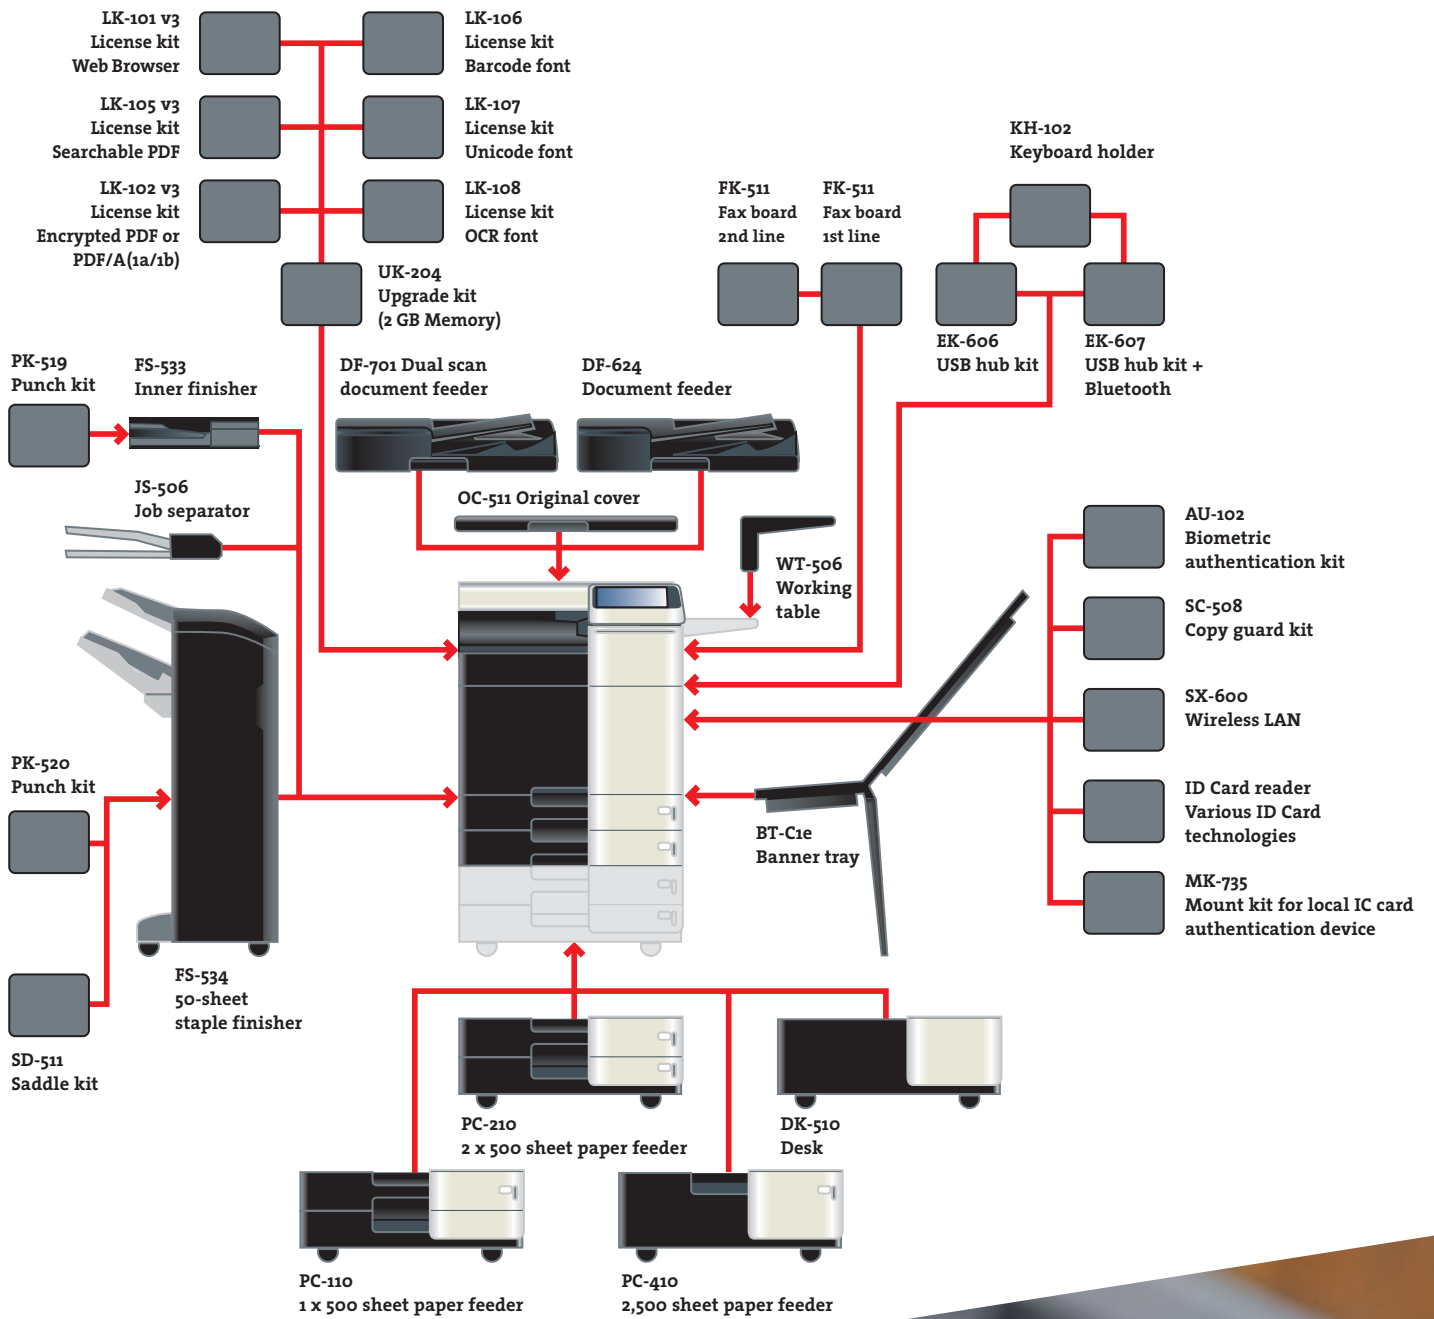 LK-101 v3
License kit
Web Browser
LK-106
License kit
Barcode font
LK-105 v3
License kit
Searchable PDF
LK-107
License kit
Unicode font
LK-102 v3
License kit
Encrypted PDF or
PDF/A(1a/1b)
LK-108
License kit
OCR font
UK-204
Upgrade kit
(2 GB Memory)
FK-511
Fax board
2nd line
FK-511
Fax board
1st line
KH-102
Keyboard holder
EK-606
USB hub kit
EK-607
USB hub kit +
Bluetooth
PK-519
Punch kit
FS-533
Inner finisher
DF-701 Dual scan
document feeder
DF-624
Document feeder
JS-506
Job separator
OC-511 Original cover
WT-506
Working
table
AU-102
Biometric
authentication kit
SC-508
Copy guard kit
SX-600
Wireless LAN
ID Card reader
Various ID Card
technologies
MK-735
Mount kit for local IC card
authentication device
PK-520
Punch kit
BT-C1e
Banner tray
FS-534
50-sheet
staple finisher
SD-511
Saddle kit
PC-210
2 x 500 sheet paper feeder
DK-510
Desk
PC-110
1 x 500 sheet paper feeder
PC-410
2,500 sheet paper feeder